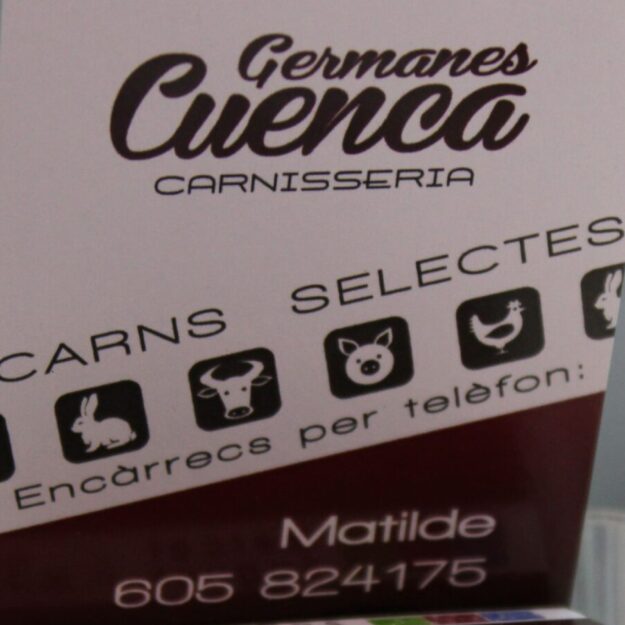 Germanes
Cuenca
CARNISSERIA
CARNS SELECTES
Encàrrecs per telèfon:
Matilde
605 824175